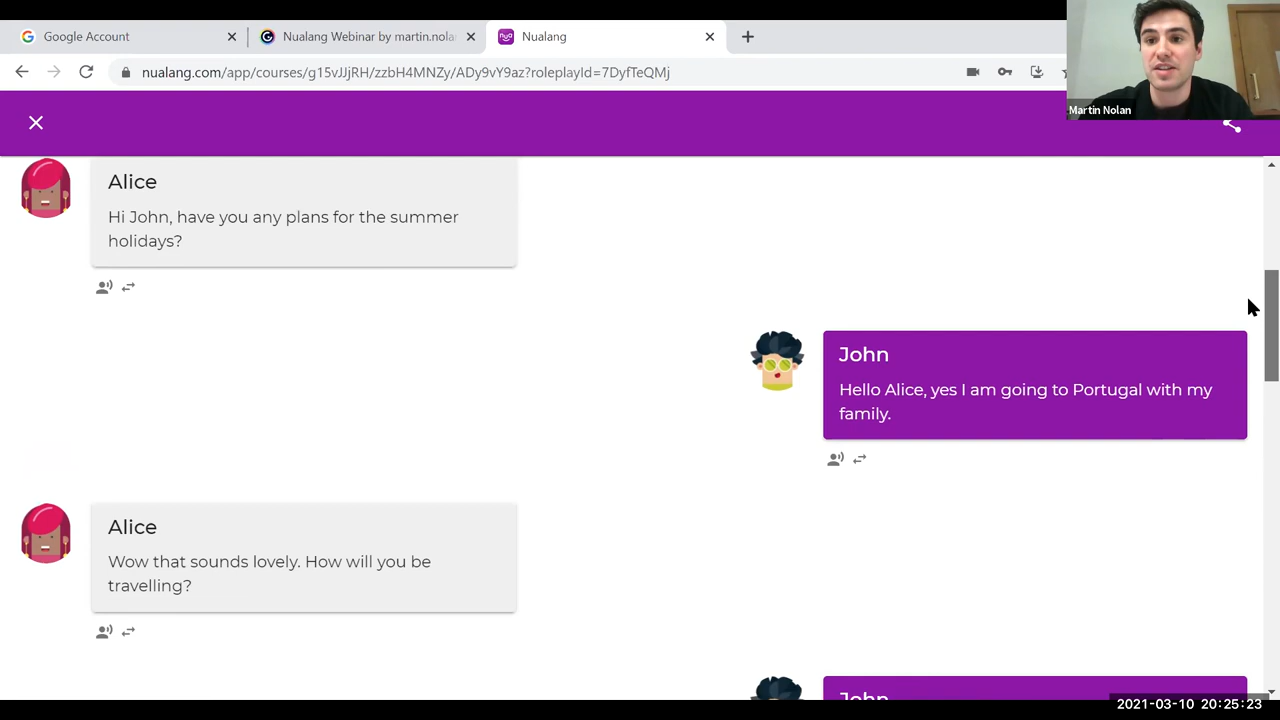 Google Account
Nualang Webinar by martin.nola
nua Nualang
nualang.com/app/courses/g15vJJjRH/zzbH4MNZy/ADy9vY9az?roleplayId=7DyfTeQMj
Martin Nolan
Alice
Hi John, have you any plans for the summer
holidays?
John
Hello Alice, yes I am going to Portugal with my
family.
Alice
Wow that sounds lovely. How will you be
travelling?
John
2021-03-10 20:25:23